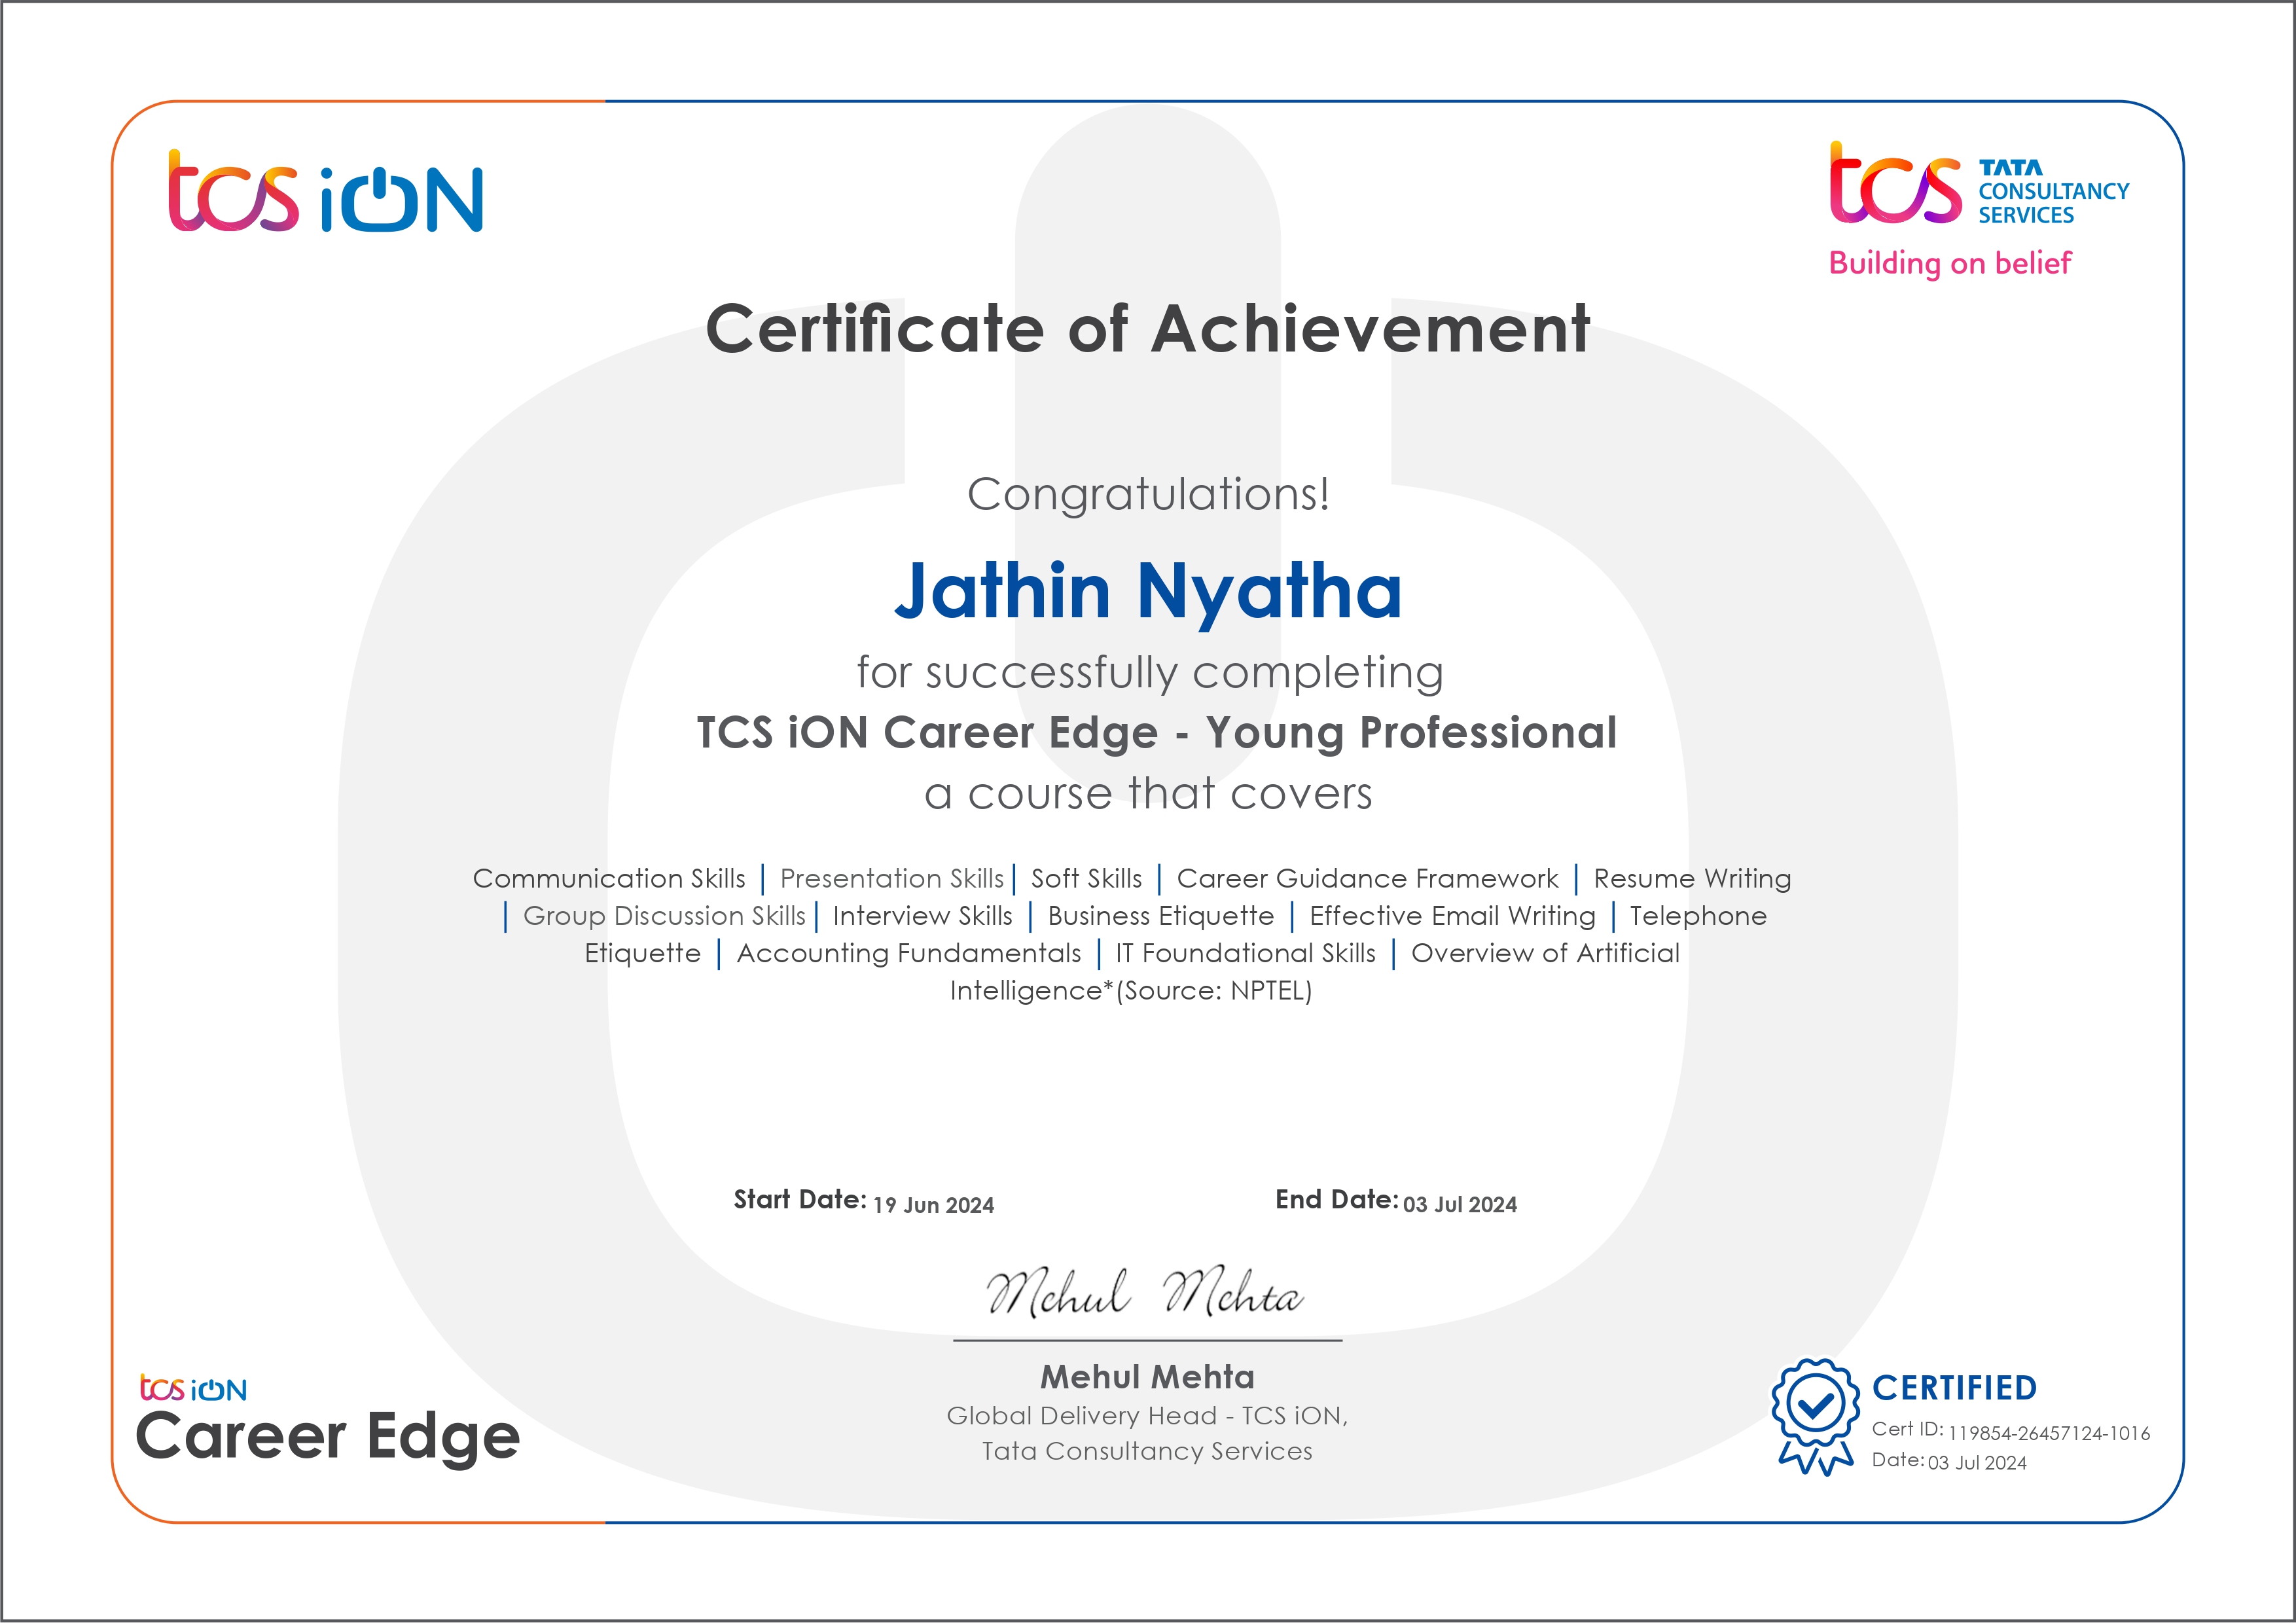 tcs iON
tcs TATA
CONSULTANCY
SERVICES
Building on belief
Certificate of Achievement
Congratulations!
Jathin Nyatha
for successfully completing
TCS iON Career Edge - Young Professional
a course that covers
Communication Skills | Presentation Skills | Soft Skills | Career Guidance Framework | Resume Writing
| Group Discussion Skills | Interview Skills | Business Etiquette | Effective Email Writing | Telephone
Etiquette | Accounting Fundamentals | IT Foundational Skills | Overview of Artificial
Intelligence*(Source: NPTEL)
Start Date: 19 Jun 2024 End Date: 03 Jul 2024
Mehul Mehta
Mehul Mehta
Global Delivery Head - TCS iON,
Tata Consultancy Services
tcs iON
Career Edge
CERTIFIED
Cert ID: 119854-26457124-1016
Date: 03 Jul 2024